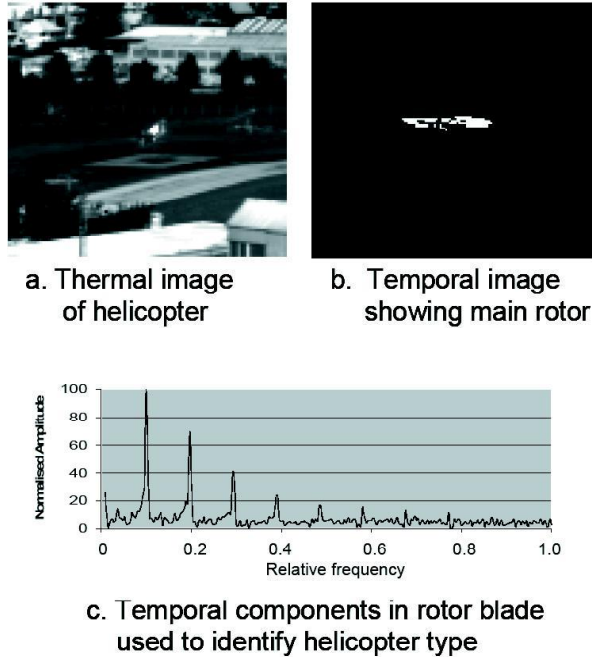 a. Thermal image
of helicopter
b. Temporal image
showing main rotor
100
80
60
40
20
0
Normalised Amplitude
0 0.2 0.4 0.6 0.8 1.0
Relative frequency
c. Temporal components in rotor blade
used to identify helicopter type